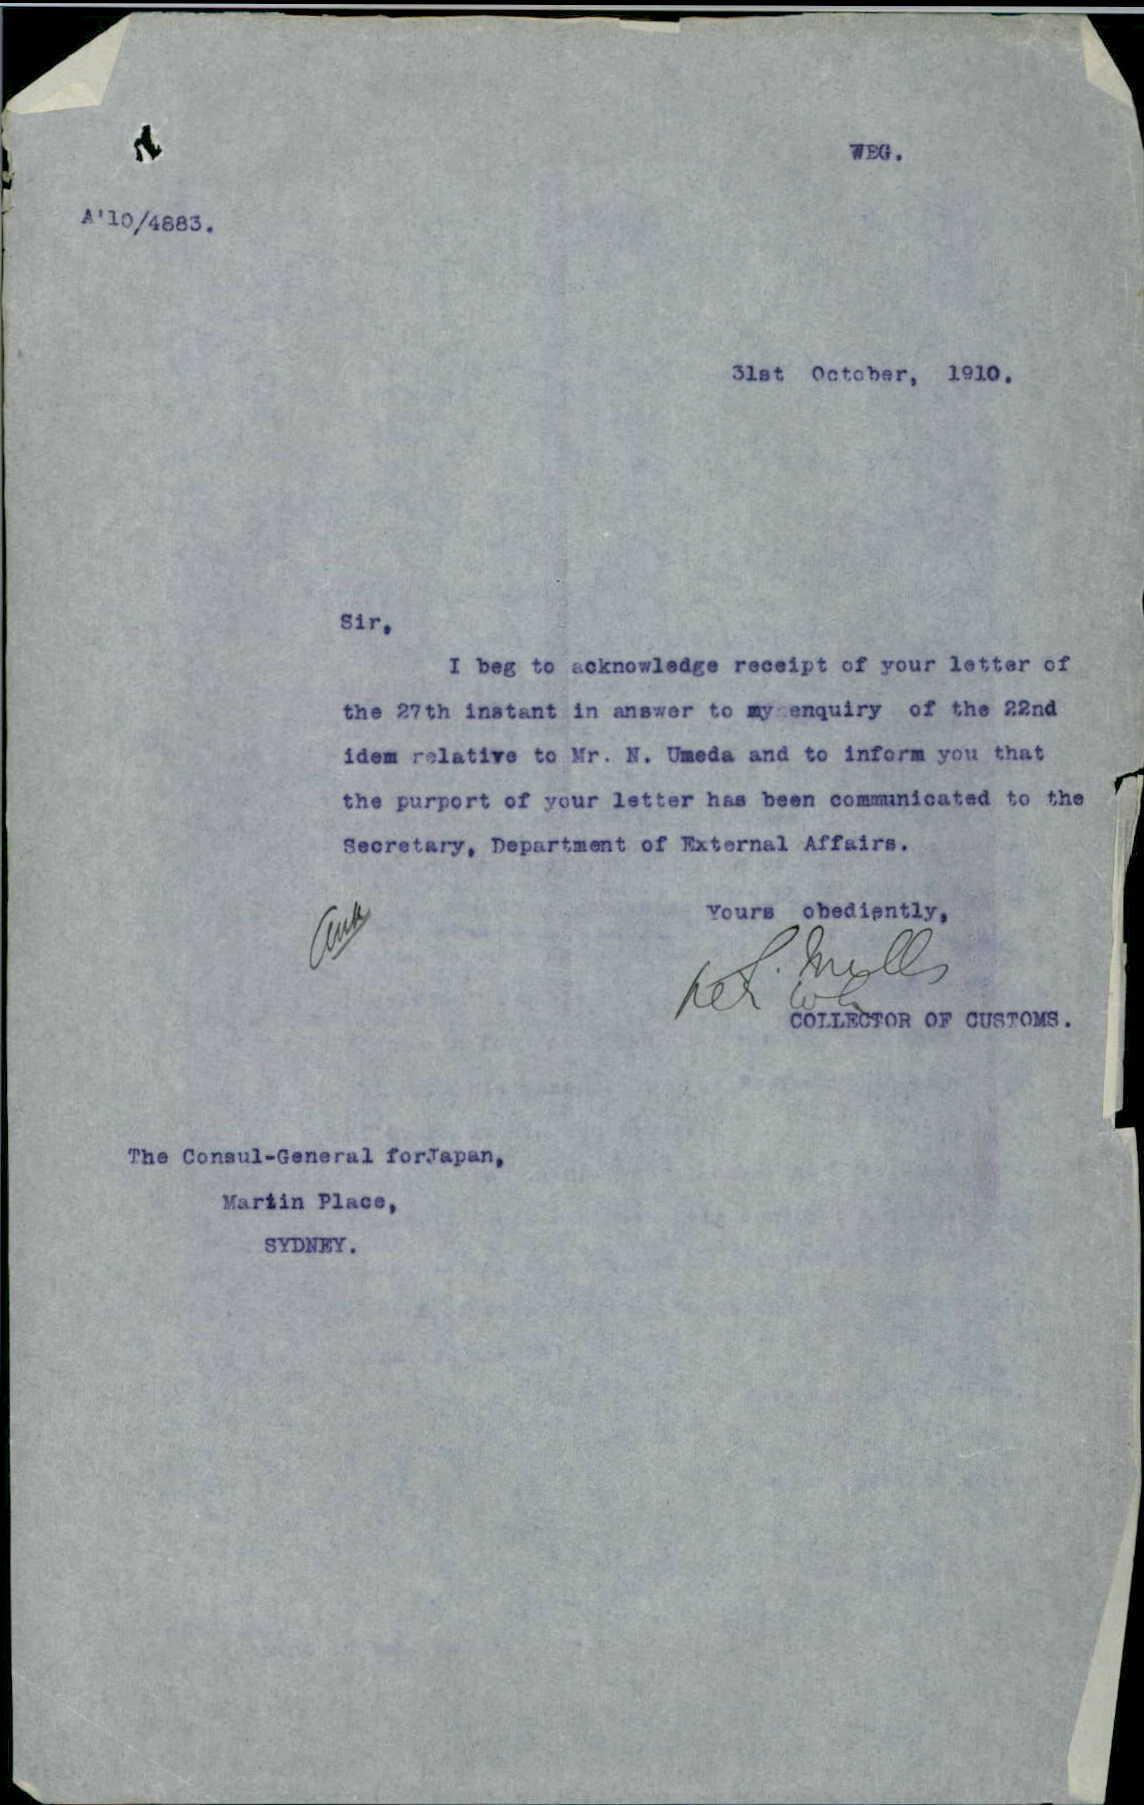 WEG.
A'10/4883.
31st October, 1910.
Sir,
I beg to acknowledge receipt of your letter of
the 27th instant in answer to my enquiry of the 22nd
idem relative to Mr. N. Umeda and to inform you that
the purport of your letter has been communicated to the
Secretary, Department of External Affairs.
Yours obediently,
S. Mills
per
COLLECTOR OF CUSTOMS.
The Consul-General forJapan,
Martin Place,
SYDNEY.